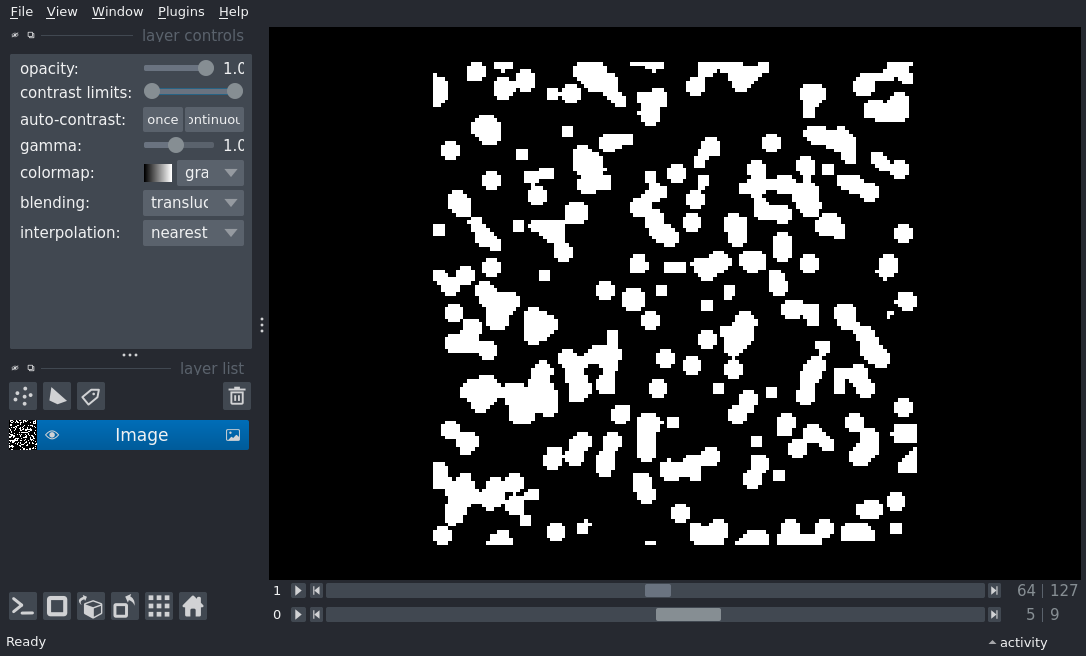 File View Window Plugins Help
layer controls
opacity: 1.0
contrast limits:
auto-contrast: once ontinuou
gamma: 1.0
colormap: gra
blending: transluc
interpolation: nearest
layer list
Image
1 64 | 127
0 5 | 9
Ready activity